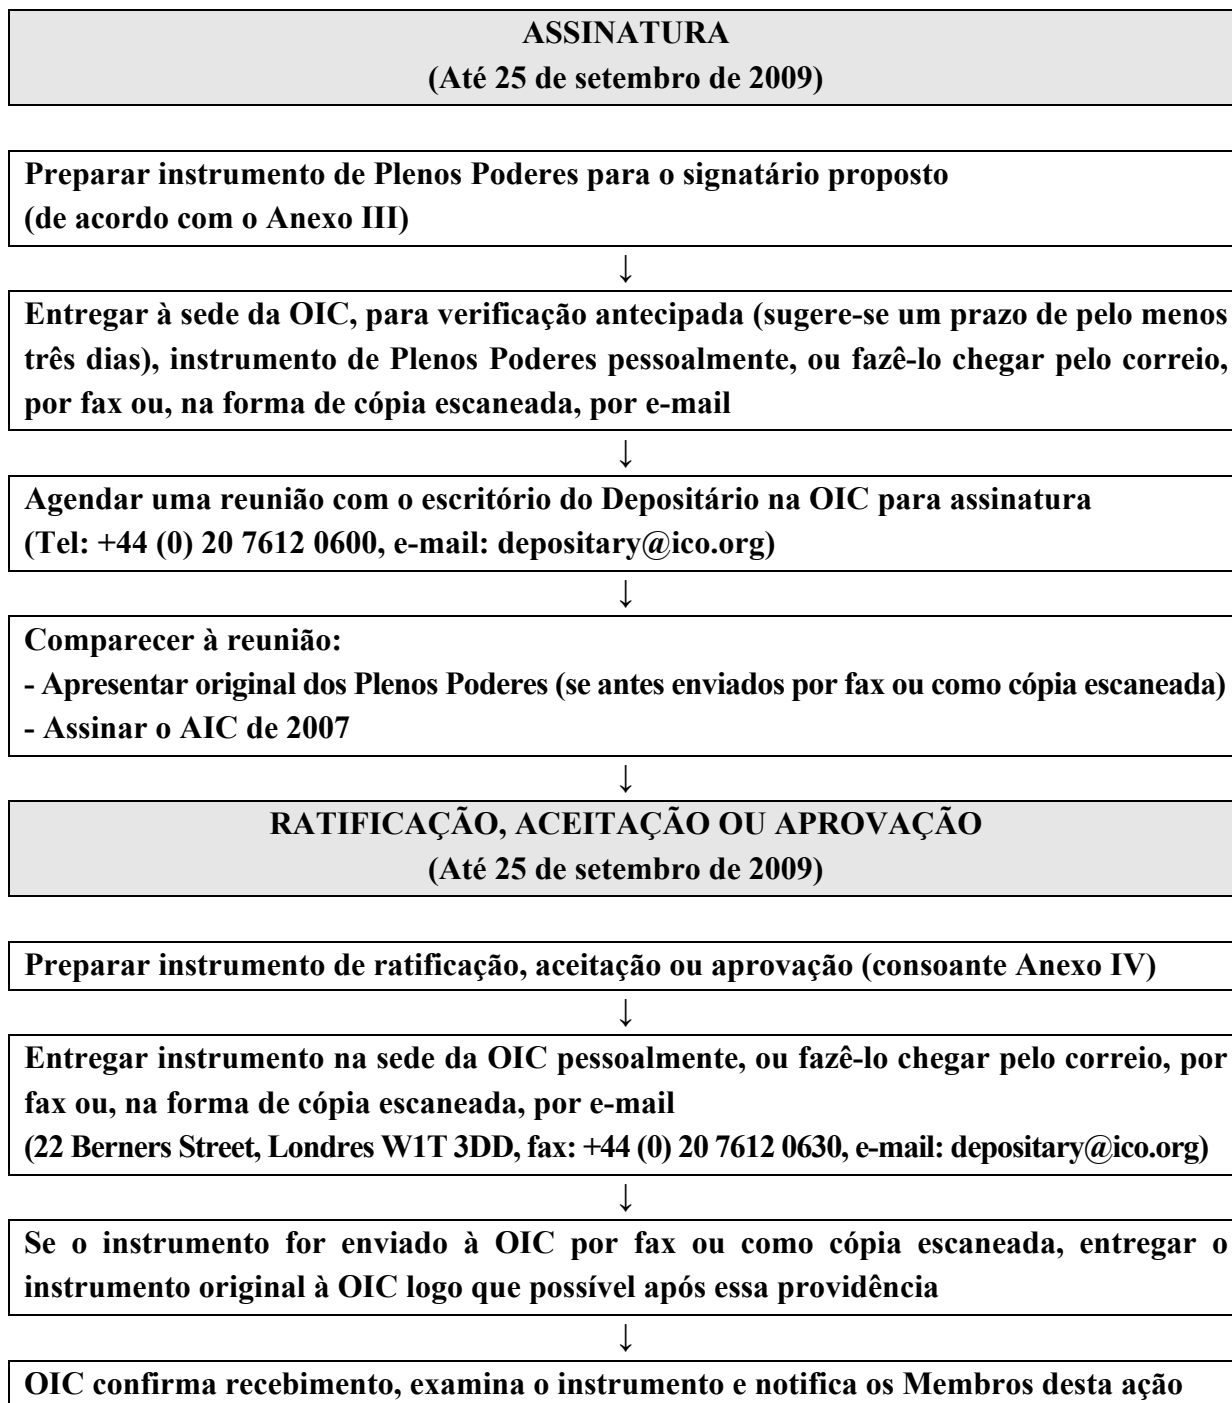 ASSINATURA
(Até 25 de setembro de 2009)
Preparar instrumento de Plenos Poderes para o signatário proposto
(de acordo com o Anexo III)
↓
Entregar à sede da OIC, para verificação antecipada (sugere-se um prazo de pelo menos
três dias), instrumento de Plenos Poderes pessoalmente, ou fazê-lo chegar pelo correio,
por fax ou, na forma de cópia escaneada, por e-mail
↓
Agendar uma reunião com o escritório do Depositário na OIC para assinatura
(Tel: +44 (0) 20 7612 0600, e-mail: depositary@ico.org)
↓
Comparecer à reunião:
- Apresentar original dos Plenos Poderes (se antes enviados por fax ou como cópia escaneada)
- Assinar o AIC de 2007
↓
RATIFICAÇÃO, ACEITAÇÃO OU APROVAÇÃO
(Até 25 de setembro de 2009)
Preparar instrumento de ratificação, aceitação ou aprovação (consoante Anexo IV)
↓
Entregar instrumento na sede da OIC pessoalmente, ou fazê-lo chegar pelo correio, por
fax ou, na forma de cópia escaneada, por e-mail
(22 Berners Street, Londres W1T 3DD, fax: +44 (0) 20 7612 0630, e-mail: depositary@ico.org)
↓
Se o instrumento for enviado à OIC por fax ou como cópia escaneada, entregar o
instrumento original à OIC logo que possível após essa providência
↓
OIC confirma recebimento, examina o instrumento e notifica os Membros desta ação